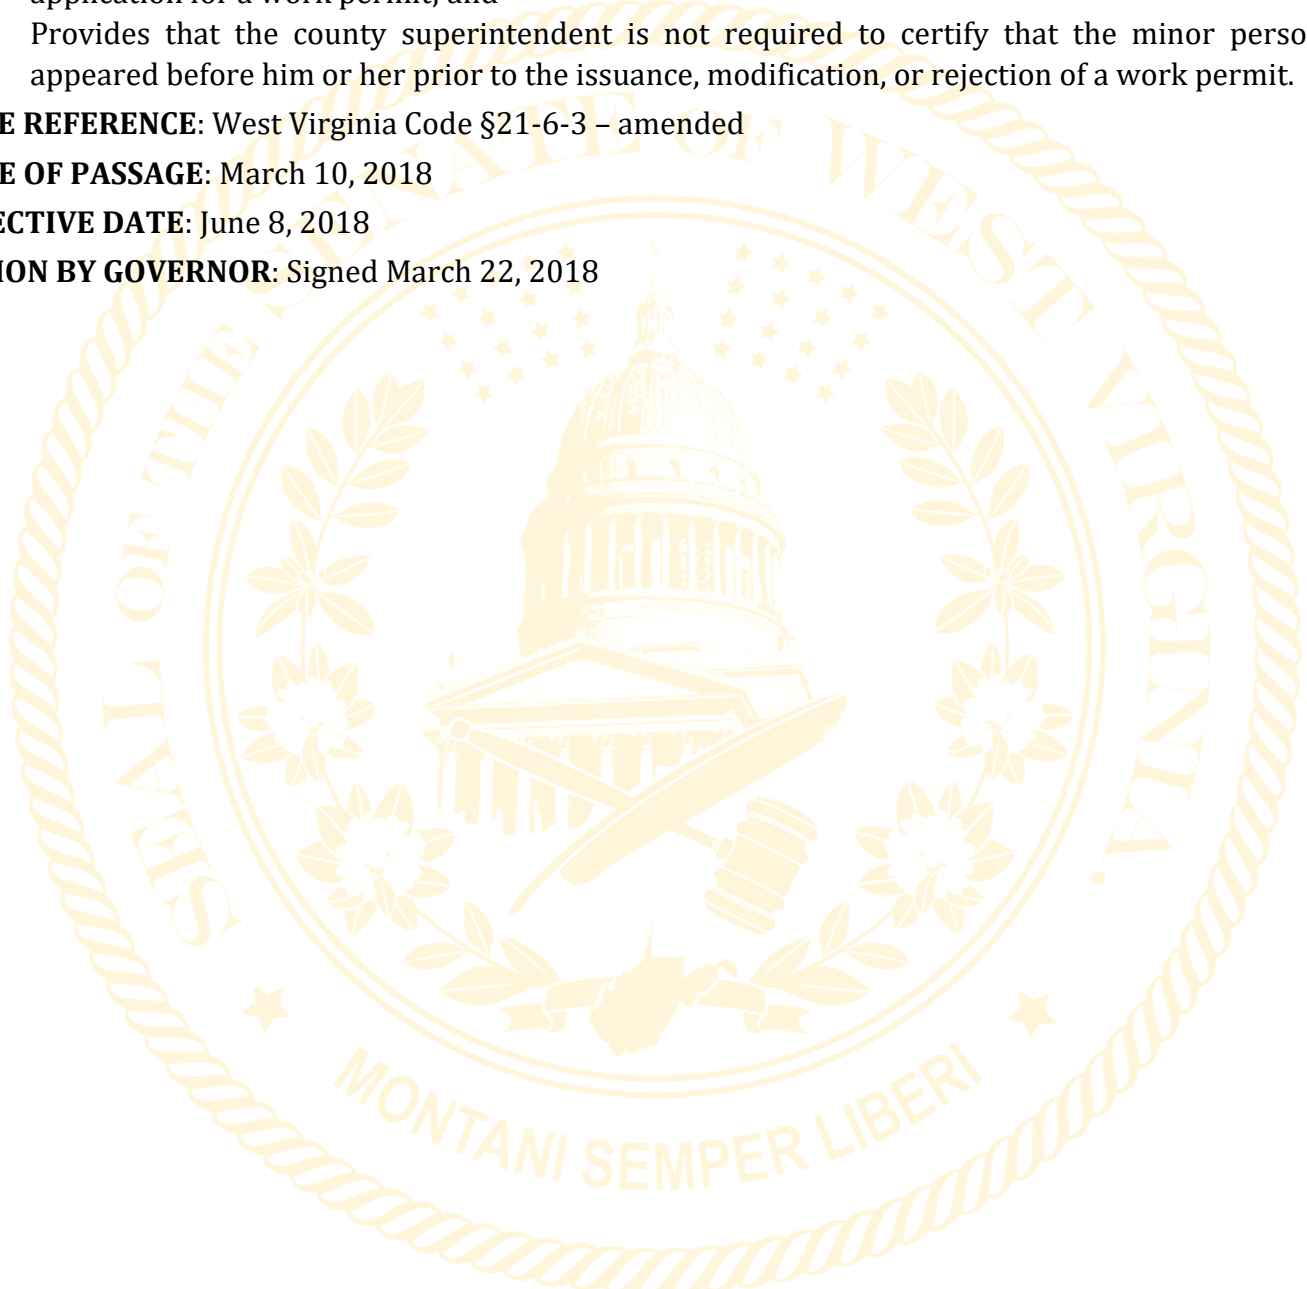 application for a work permit; and
Provides that the county superintendent is not required to certify that the minor perso
appeared before him or her prior to the issuance, modification, or rejection of a work permit.
E REFERENCE: West Virginia Code §21-6-3 – amended
E OF PASSAGE: March 10, 2018
ECTIVE DATE: June 8, 2018
ION BY GOVERNOR: Signed March 22, 2018
SEAL OF THE SENATE OF WEST VIRGINIA.
MONTANI SEMPER LIBERI